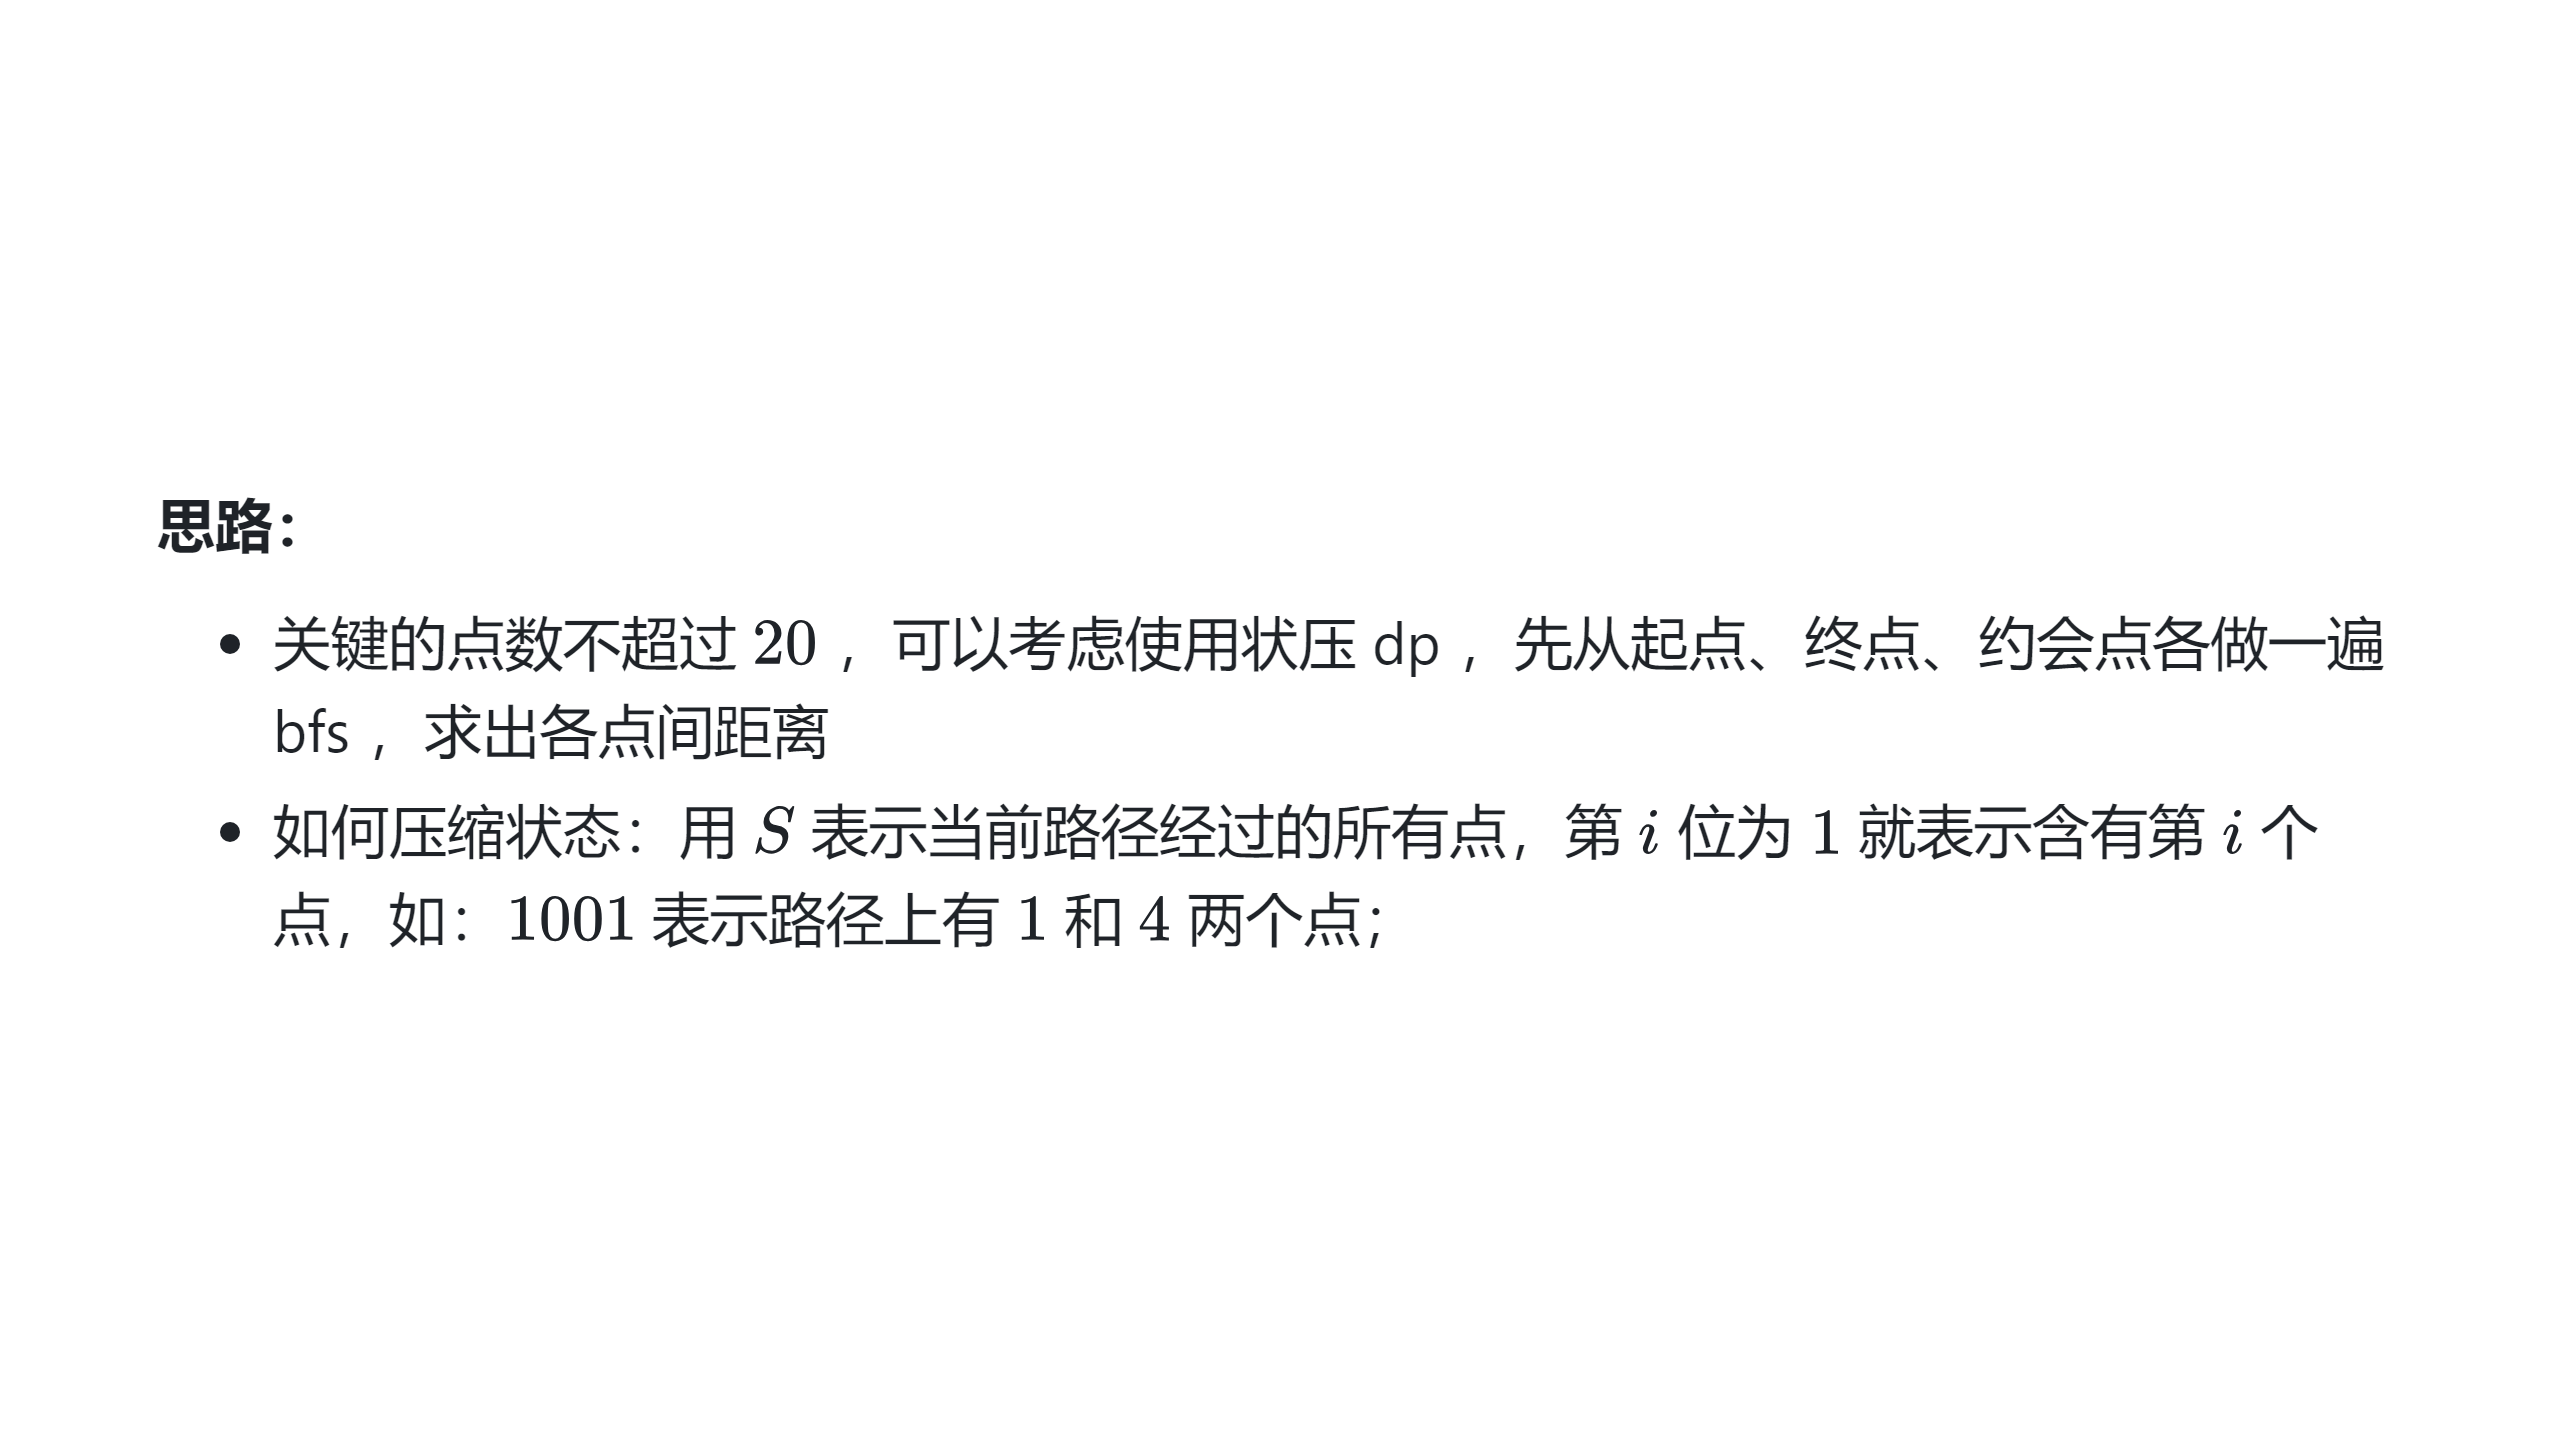 思路：
• 关键的点数不超过 20 ，可以考虑使用状压 dp ，先从起点、终点、约会点各做一遍
bfs ，求出各点间距离
• 如何压缩状态：用 S 表示当前路径经过的所有点，第 i 位为 1 就表示含有第 i 个
点，如：1001 表示路径上有 1 和 4 两个点；